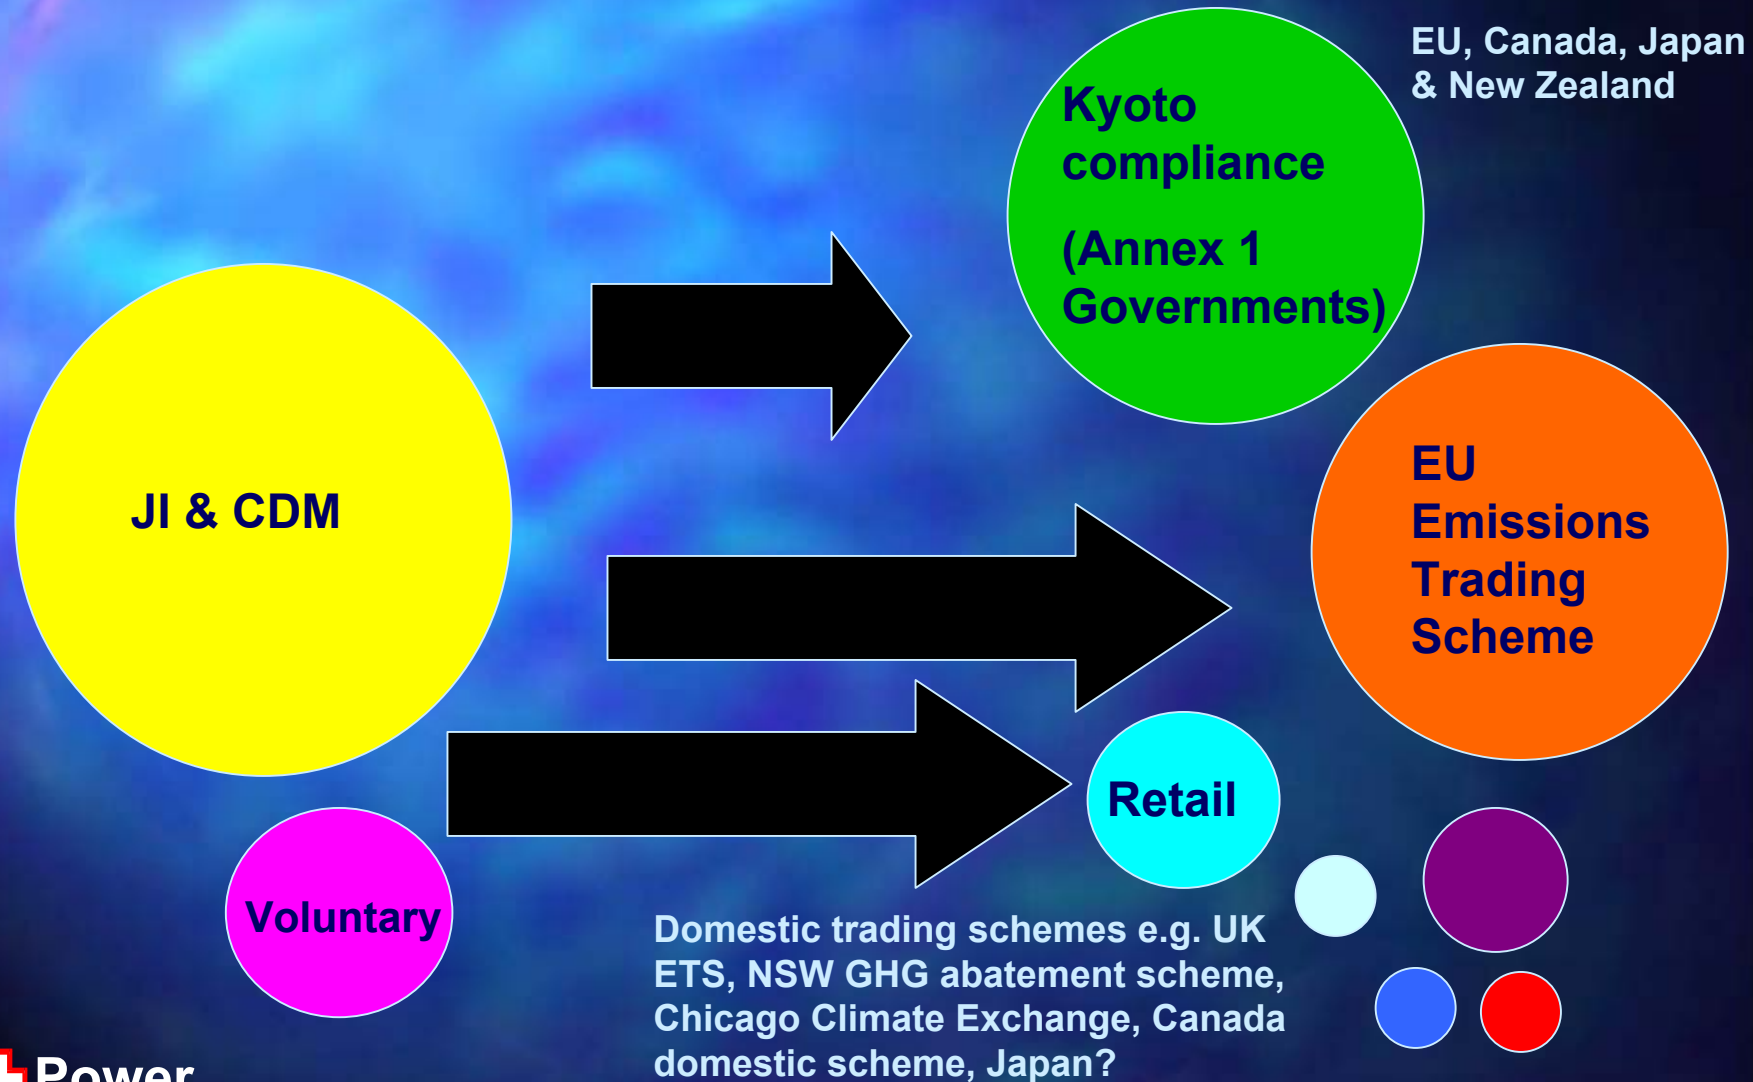 EU, Canada, Japan
& New Zealand
Kyoto
compliance
(Annex 1
Governments)
JI & CDM
EU
Emissions
Trading
Scheme
Retail
Voluntary
Domestic trading schemes e.g. UK
ETS, NSW GHG abatement scheme,
Chicago Climate Exchange, Canada
domestic scheme, Japan?
Power